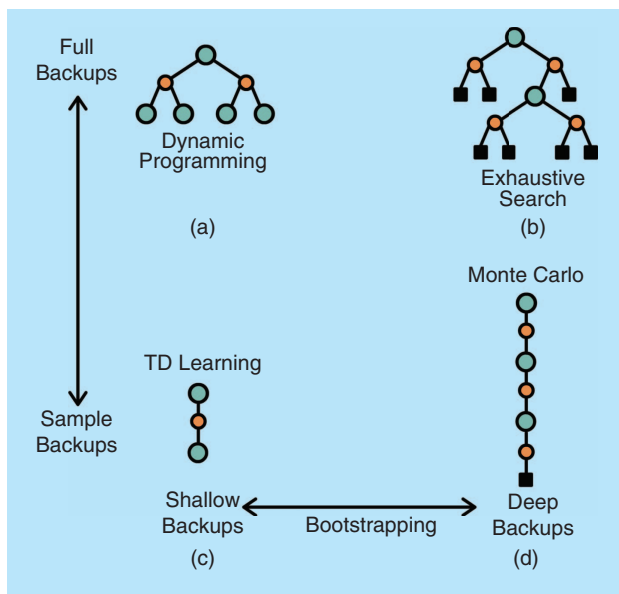 Full
Backups
Dynamic
Programming
(a)
Exhaustive
Search
(b)
Sample
Backups
TD Learning
Shallow
Backups
(c)
Bootstrapping
Monte Carlo
Deep
Backups
(d)